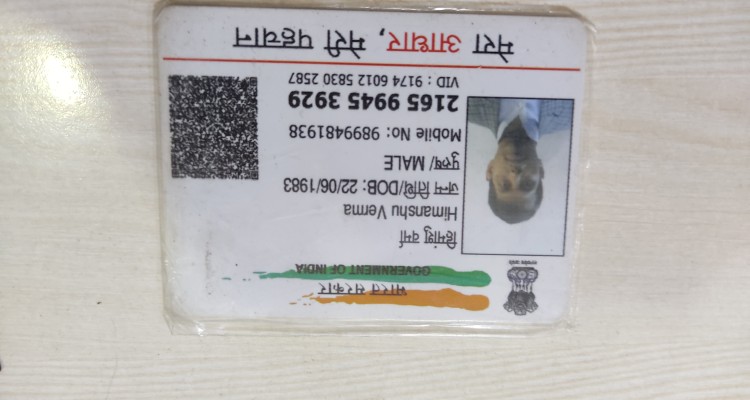 भारत सरकार
GOVERNMENT OF INDIA
हिमांशु वर्मा
Himanshu Verma
जन्म तिथि/DOB: 22/06/1983
पुरुष/ MALE
Mobile No: 9899481938
2165 9945 3929
VID : 9174 6012 5830 2587
मेरा आधार, मेरी पहचान